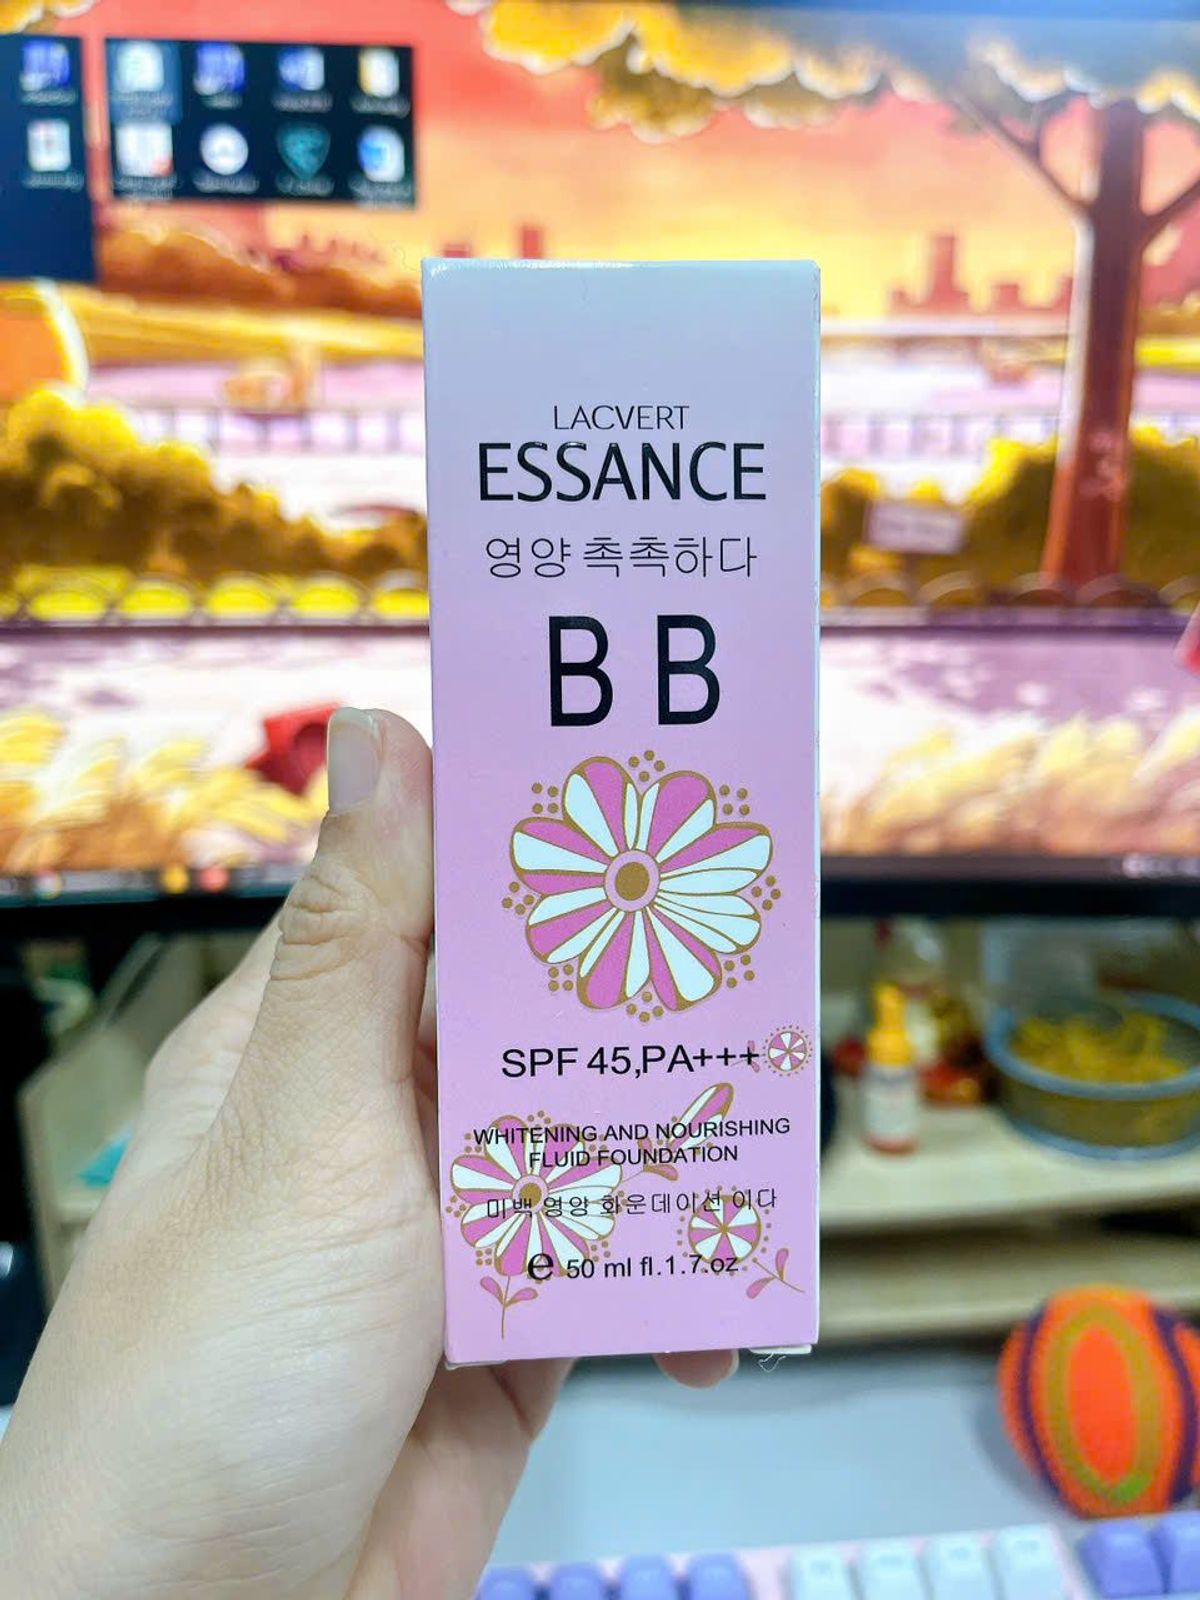 LACVERT
ESSANCE
영양 촉촉하다
BB
SPF 45,PA+++
WHITENING AND NOURISHING
FLUID FOUNDATION
미백 영양 화운데이션 이다
e 50 ml fl.1.7.oz